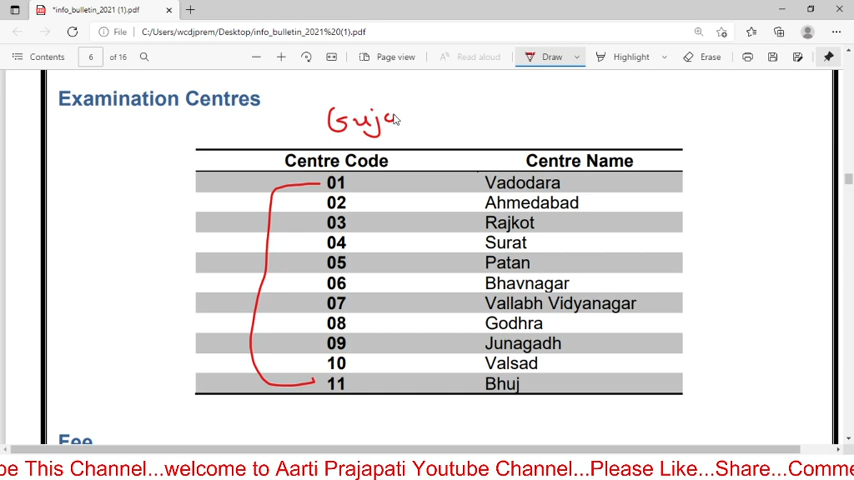 *info_bulletin_2021 (1).pdf
File C:/Users/wcdjprem/Desktop/info_bulletin_2021%20(1).pdf
Contents 6 of 16 Page view Read aloud Draw Highlight Erase
Examination Centres
Guja
Centre Code Centre Name
01 Vadodara
02 Ahmedabad
03 Rajkot
04 Surat
05 Patan
06 Bhavnagar
07 Vallabh Vidyanagar
08 Godhra
09 Junagadh
10 Valsad
11 Bhuj
Fee
be This Channel...welcome to Aarti Prajapati Youtube Channel...Please Like...Share...Comme